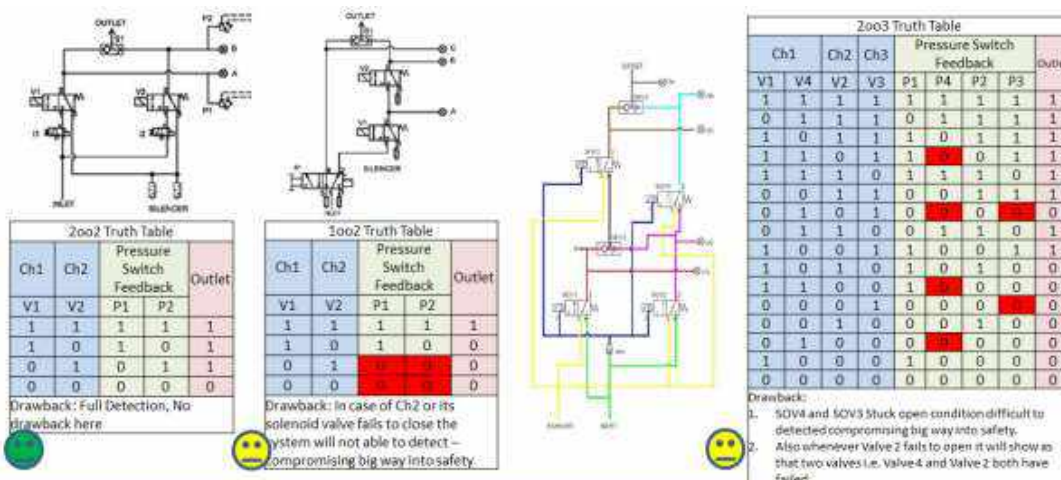 OUTLET
P2
B
A
P1
V1
V2
INLET
SILENCER
2oo2 Truth Table
Ch1 Ch2 Pressure Switch Feedback Outlet
V1 V2 P1 P2
1 1 1 1 1
1 0 1 0 1
0 1 0 1 1
0 0 0 0 0
Drawback: Full Detection, No
drawback here
OUTLET
C
B
V2
A
V1
SILENCER
INLET
1oo2 Truth Table
Ch1 Ch2 Pressure Switch Feedback Outlet
V1 V2 P1 P2
1 1 1 1 1
1 0 1 0 0
0 1 0 0 0
0 0 0 0 0
Drawback: In case of Ch2 or its
solenoid valve fails to close the
system will not able to detect –
compromising big way into safety
2oo3 Truth Table
Ch1 Ch2 Ch3 Pressure Switch Feedback
V1 V4 V2 V3 P1 P4 P2 P3
1 1 1 1 1 1 1 1 1
0 1 1 1 0 1 1 1 1
1 0 1 1 1 0 1 1 1
1 1 0 1 1 0 0 1 1
1 1 1 0 1 1 1 0 1
0 0 1 1 0 0 1 1 1
0 1 0 1 0 0 0 0
0 1 1 0 0 1 1 0 1
1 0 0 1 1 0 0 1 1
1 0 1 0 1 0 1 0 0
1 1 0 0 1 0 0 0 0
0 0 0 1 0 0 0 0 0
0 0 1 0 0 0 1 0 0
0 1 0 0 0 0 0 0 0
1 0 0 0 1 0 0 0 0
0 0 0 0 0 0 0 0 0
Drawback:
1. SOV4 and SOV3 Stuck open condition difficult to
detected compromising big way into safety.
2. Also whenever Valve 2 fails to open it will show as
that two valves i.e. Valve 4 and Valve 2 both have
failed